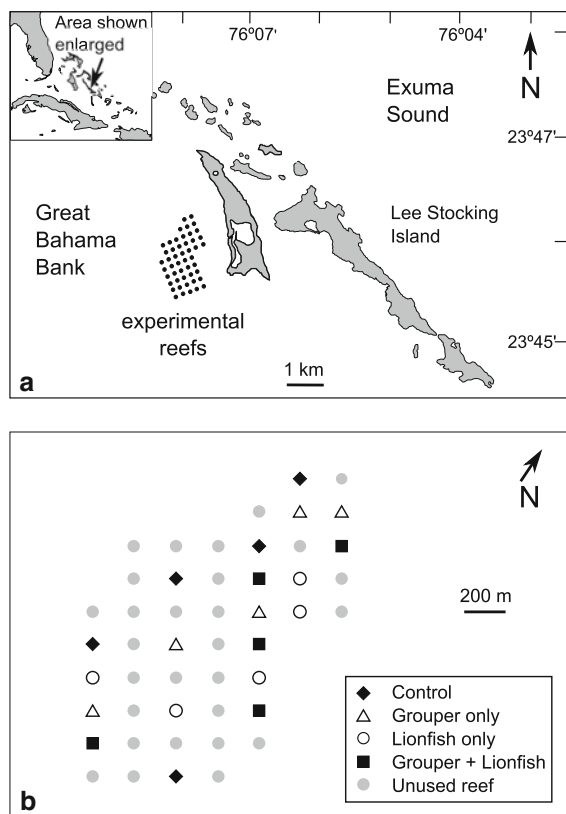 Area shown
enlarged
76°07'
76°04'
N
Exuma
Sound
23°47'
Great
Bahama
Bank
Lee Stocking
Island
experimental
reefs
23°45'
1 km
a
N
200 m
Control
Grouper only
Lionfish only
Grouper + Lionfish
Unused reef
b